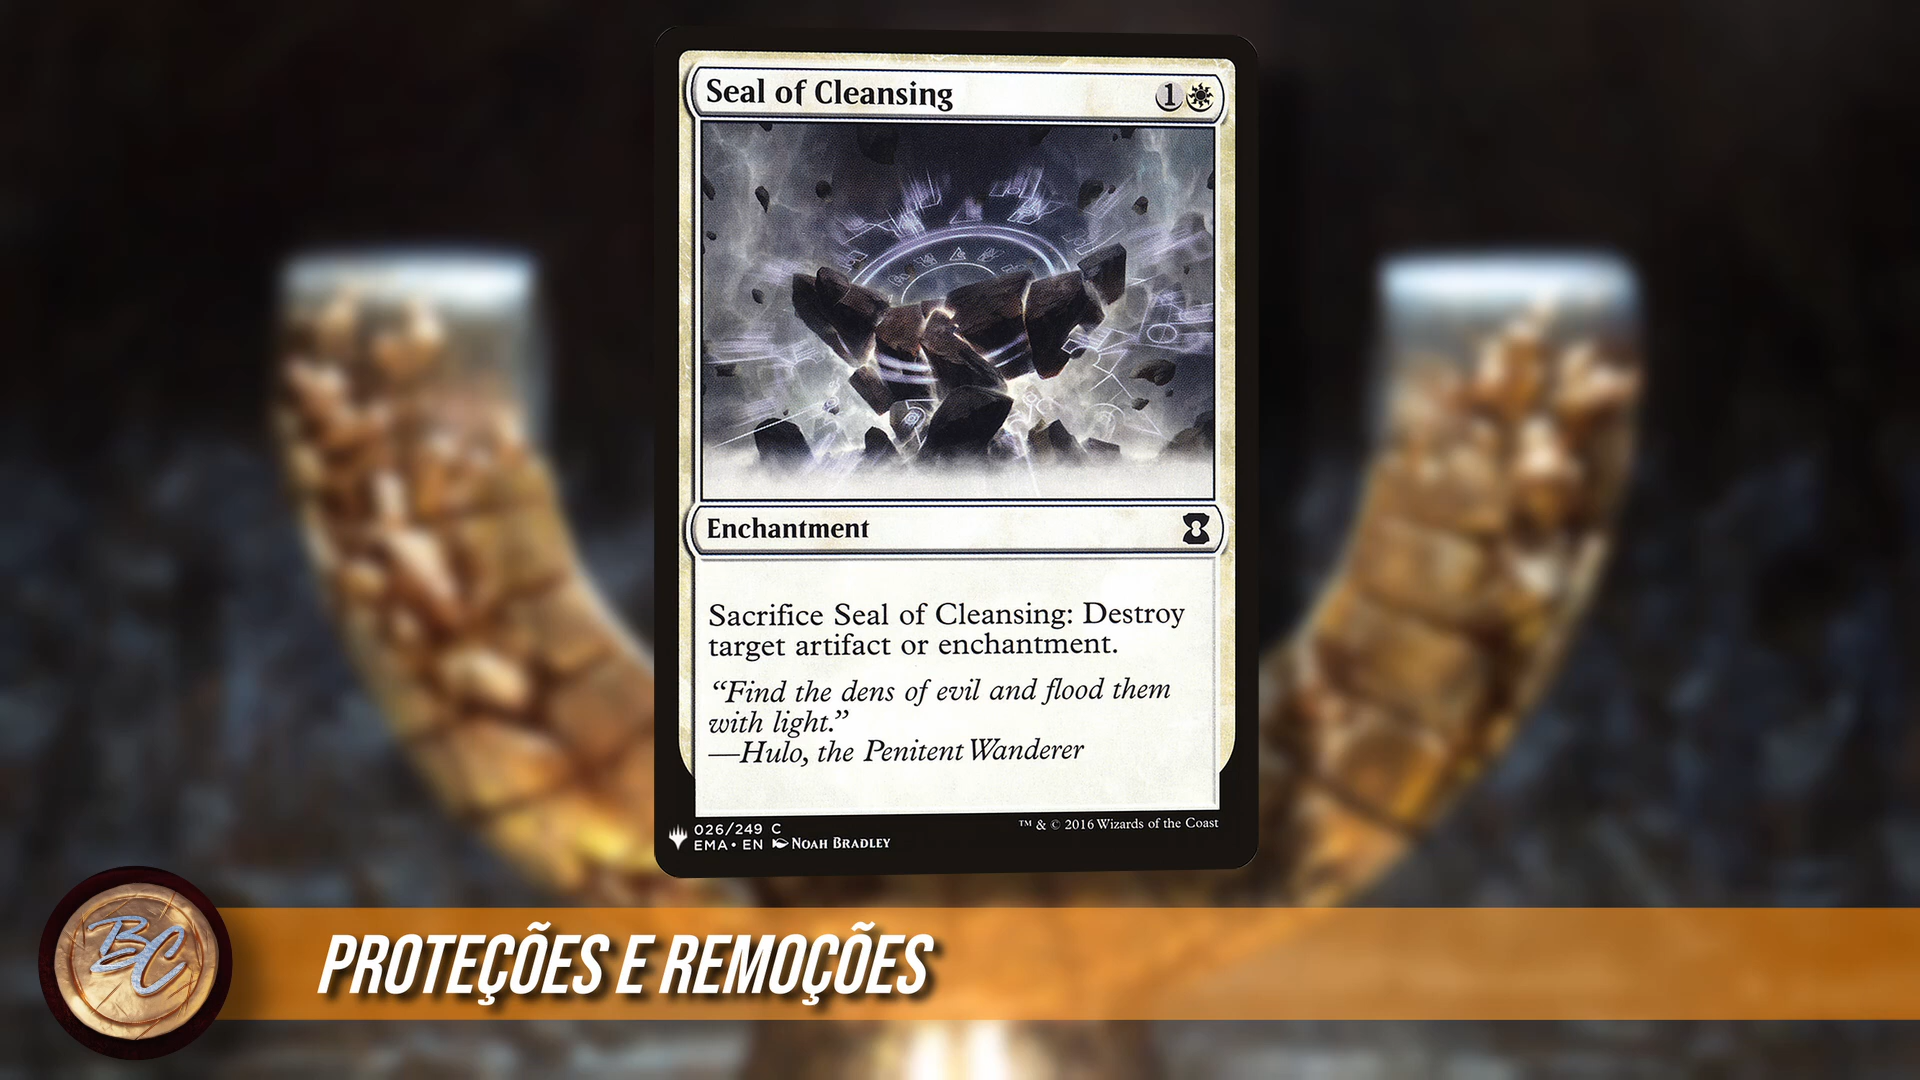 Seal of Cleansing
1
Enchantment
Sacrifice Seal of Cleansing: Destroy
target artifact or enchantment.
“Find the dens of evil and flood them
with light.”
—Hulo, the Penitent Wanderer
026/249 C
EMA • EN NOAH BRADLEY
™ & © 2016 Wizards of the Coast
BC
PROTEÇÕES E REMOÇÕES